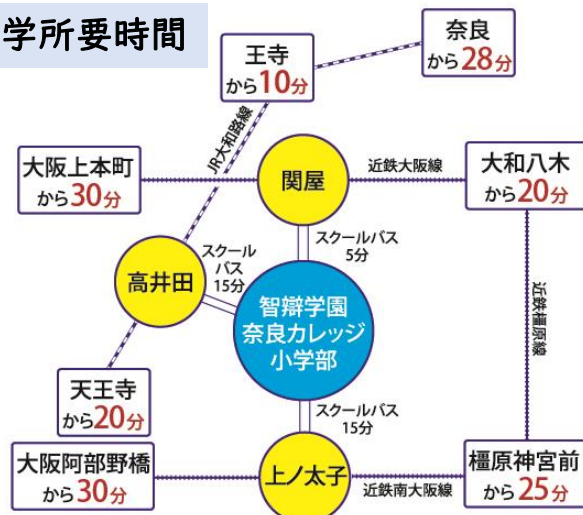 学所要時間
王寺
から10分
奈良
から28分
JR大和路線
大阪上本町
から30分
関屋
近鉄大阪線
大和八木
から20分
スクールバス
5分
スクール
バス
15分
高井田
智辯学園
奈良カレッジ
小学部
近鉄橿原線
天王寺
から20分
スクールバス
15分
大阪阿部野橋
から30分
上ノ太子
近鉄南大阪線
橿原神宮前
から25分